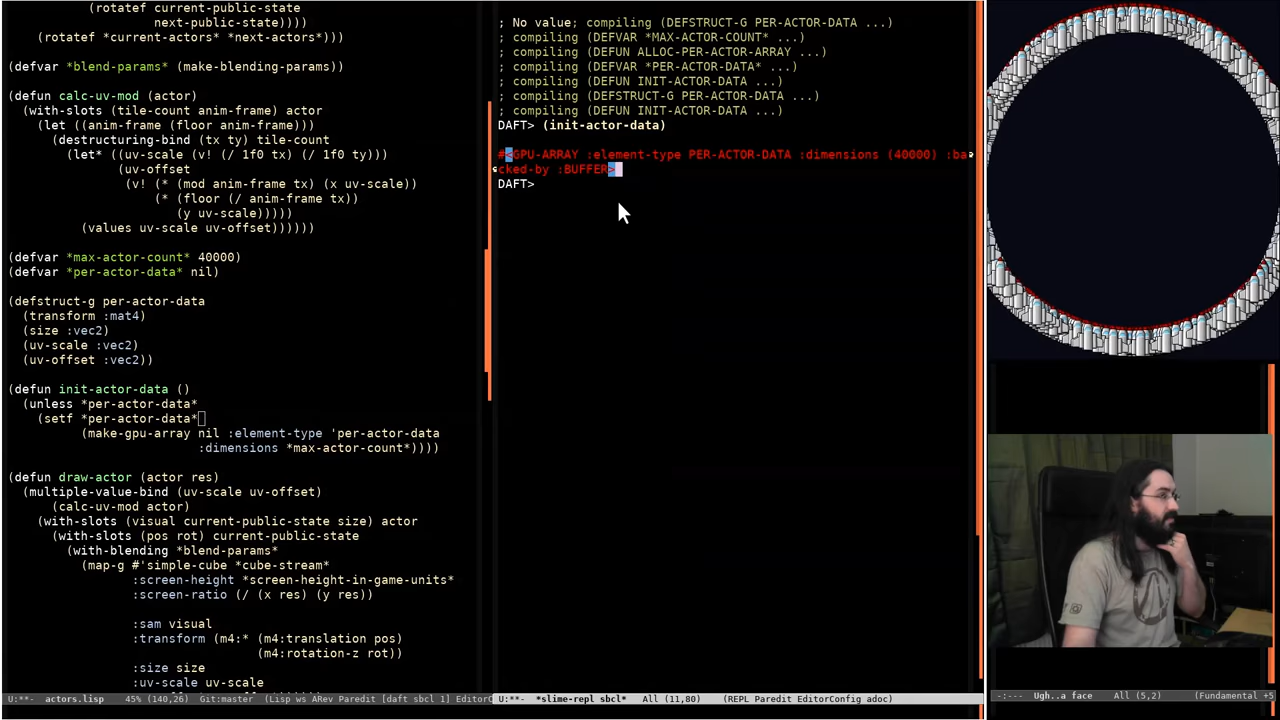 (rotatef current-public-state
next-public-state))))
(rotatef *current-actors* *next-actors*)))
(defvar *blend-params* (make-blending-params))
(defun calc-uv-mod (actor)
(with-slots (tile-count anim-frame) actor
(let ((anim-frame (floor anim-frame)))
(destructuring-bind (tx ty) tile-count
(let* ((uv-scale (v! (/ 1f0 tx) (/ 1f0 ty)))
(uv-offset
(v! (* (mod anim-frame tx) (x uv-scale))
(* (floor (/ anim-frame tx))
(y uv-scale)))))
(values uv-scale uv-offset))))))
(defvar *max-actor-count* 40000)
(defvar *per-actor-data* nil)
(defstruct-g per-actor-data
(transform :mat4)
(size :vec2)
(uv-scale :vec2)
(uv-offset :vec2))
(defun init-actor-data ()
(unless *per-actor-data*
(setf *per-actor-data*
(make-gpu-array nil :element-type 'per-actor-data
:dimensions *max-actor-count*))))
(defun draw-actor (actor res)
(multiple-value-bind (uv-scale uv-offset)
(calc-uv-mod actor)
(with-slots (visual current-public-state size) actor
(with-slots (pos rot) current-public-state
(with-blending *blend-params*
(map-g #'simple-cube *cube-stream*
:screen-height *screen-height-in-game-units*
:screen-ratio (/ (x res) (y res))
:sam visual
:transform (m4:* (m4:translation pos)
(m4:rotation-z rot))
:size size
:uv-scale uv-scale
U:**- actors.lisp 45% (140,26) Git:master (Lisp ws ARev Paredit [daft sbcl 1] EditorC
; No value; compiling (DEFSTRUCT-G PER-ACTOR-DATA ...)
; compiling (DEFVAR *MAX-ACTOR-COUNT* ...)
; compiling (DEFUN ALLOC-PER-ACTOR-ARRAY ...)
; compiling (DEFVAR *PER-ACTOR-DATA* ...)
; compiling (DEFUN INIT-ACTOR-DATA ...)
; compiling (DEFSTRUCT-G PER-ACTOR-DATA ...)
; compiling (DEFUN INIT-ACTOR-DATA ...)
DAFT> (init-actor-data)
#<GPU-ARRAY :element-type PER-ACTOR-DATA :dimensions (40000) :ba
cked-by :BUFFER>
DAFT>
U:**- *slime-repl sbcl* All (11,80) (REPL Paredit EditorConfig adoc)
-:--- Ugh..a face All (5,2) (Fundamental +5